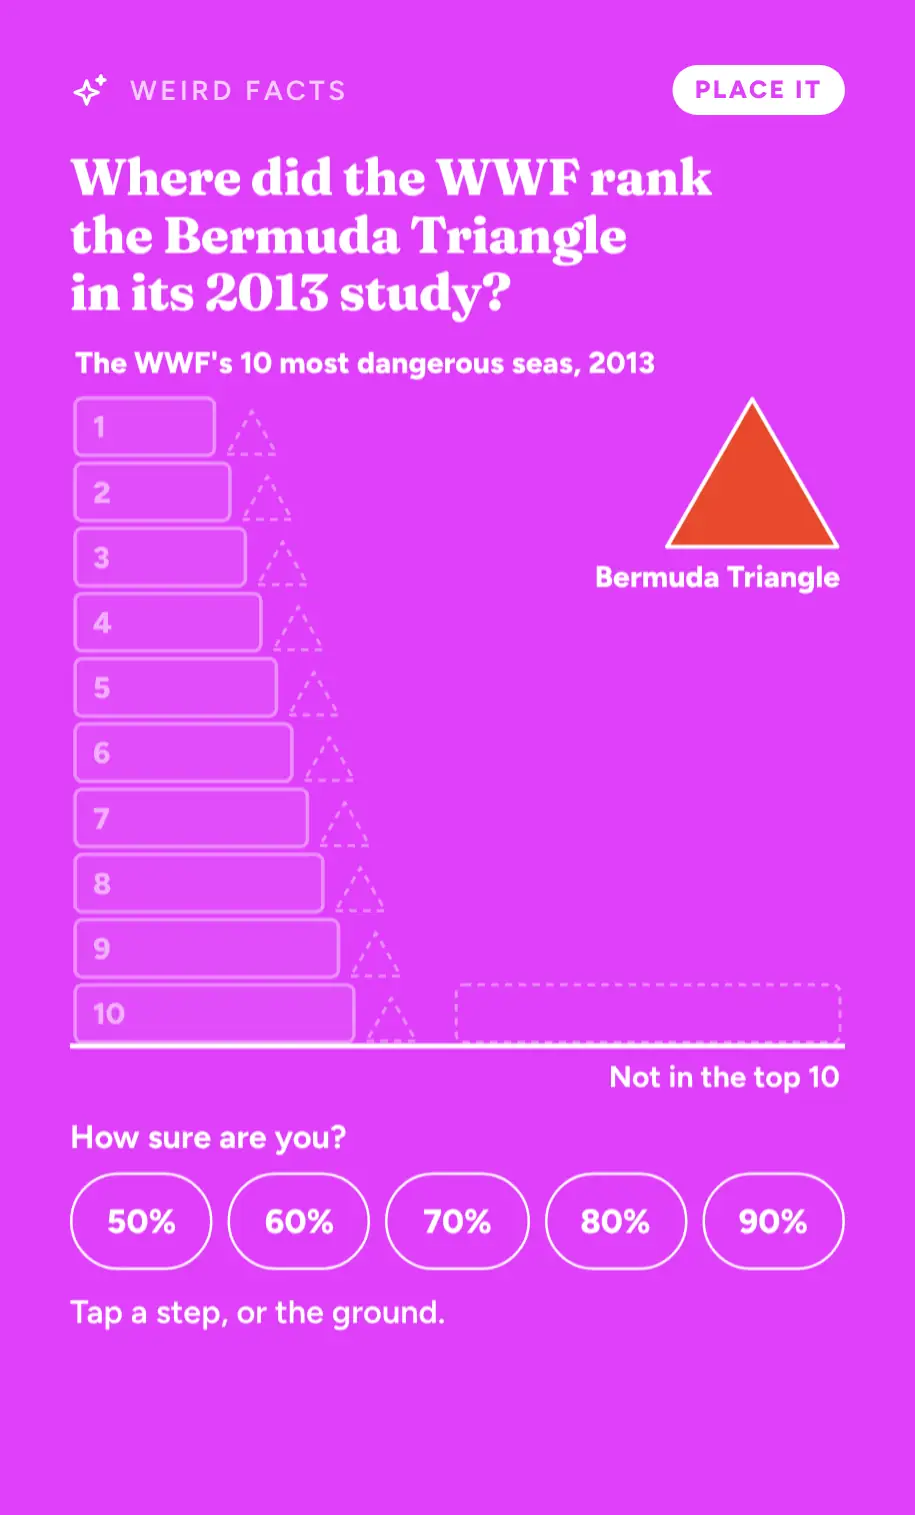 WEIRD FACTS
PLACE IT
Where did the WWF rank
the Bermuda Triangle
in its 2013 study?
The WWF's 10 most dangerous seas, 2013
1
2
3
4
5
6
7
8
9
10
Bermuda Triangle
Not in the top 10
How sure are you?
50% 60% 70% 80% 90%
Tap a step, or the ground.